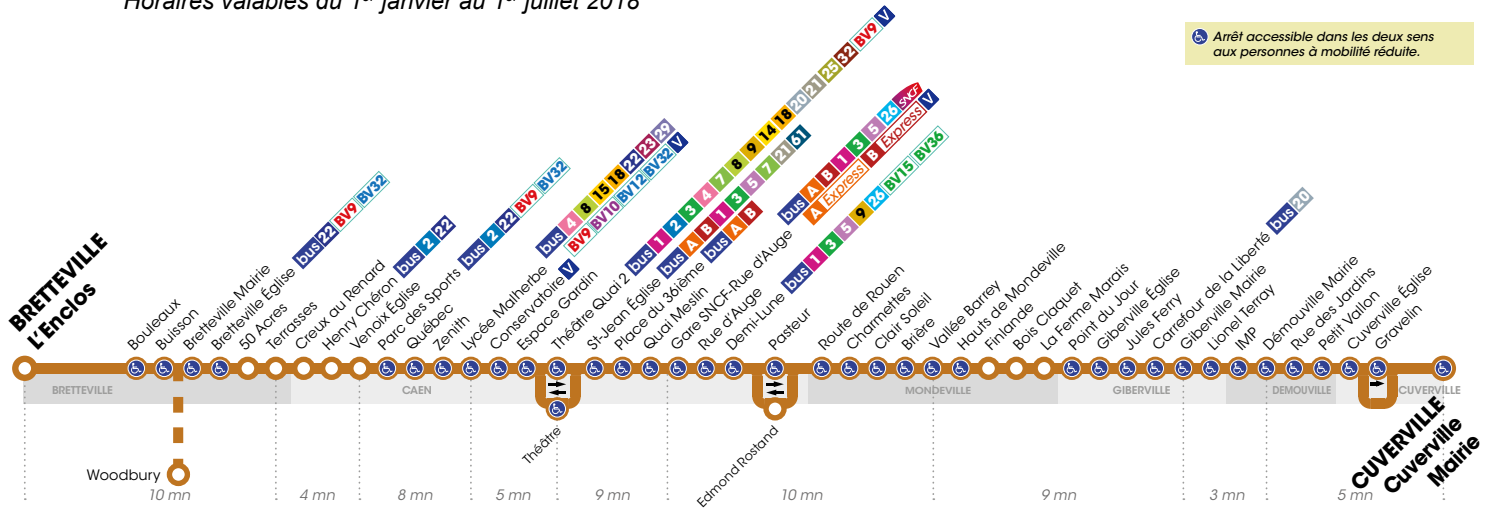 Horaires valables du 1er janvier au 1er juillet 2018
Arrêt accessible dans les deux sens
aux personnes à mobilité réduite.
BRETTEVILLE
L'Enclos
Bouleaux
Buisson
Bretteville Mairie
Bretteville Église bus 22 BV9 BV32
50 Acres
Terrasses
Creux au Renard
Henry Chéron bus 2 22
Venoix Église
Parc des Sports bus 2 22 BV9 BV32
Québec
Zenith
Lycée Malherbe bus 4 8 15 18 22 23 29
BV9 BV10 BV12 BV32 V
Conservatoire V
Espace Gardin
Théâtre Quai 2 bus 1 2 3 4 7 8 9 14 18 20 21 25 32 BV9 V
St-Jean Église bus A B 1 3 5 7 21 61
Place du 36ième bus A B
Quai Meslin
Gare SNCF-Rue d'Auge bus A B 1 3 5 26 SNCF
A Express B Express V
Rue d'Auge
Demi-Lune bus 1 3 5 9 26 BV15 BV36
Pasteur
Route de Rouen
Charmettes
Clair Soleil
Brière
Vallée Barrey
Hauts de Mondeville
Finlande
Bois Claquet
La Ferme Marais
Point du Jour
Giberville Église
Jules Ferry
Carrefour de la Liberté bus 20
Giberville Mairie
Lionel Terray
IMP
Démouville Mairie
Rue des Jardins
Petit Vallon
Cuverville Église
Gravelin
BRETTEVILLE
CAEN
MONDEVILLE
GIBERVILLE
DEMOUVILLE
CUVERVILLE
Théâtre
Edmond Rostand
CUVERVILLE
Cuverville
Mairie
Woodbury
10 mn
4 mn
8 mn
5 mn
9 mn
10 mn
9 mn
3 mn
5 mn